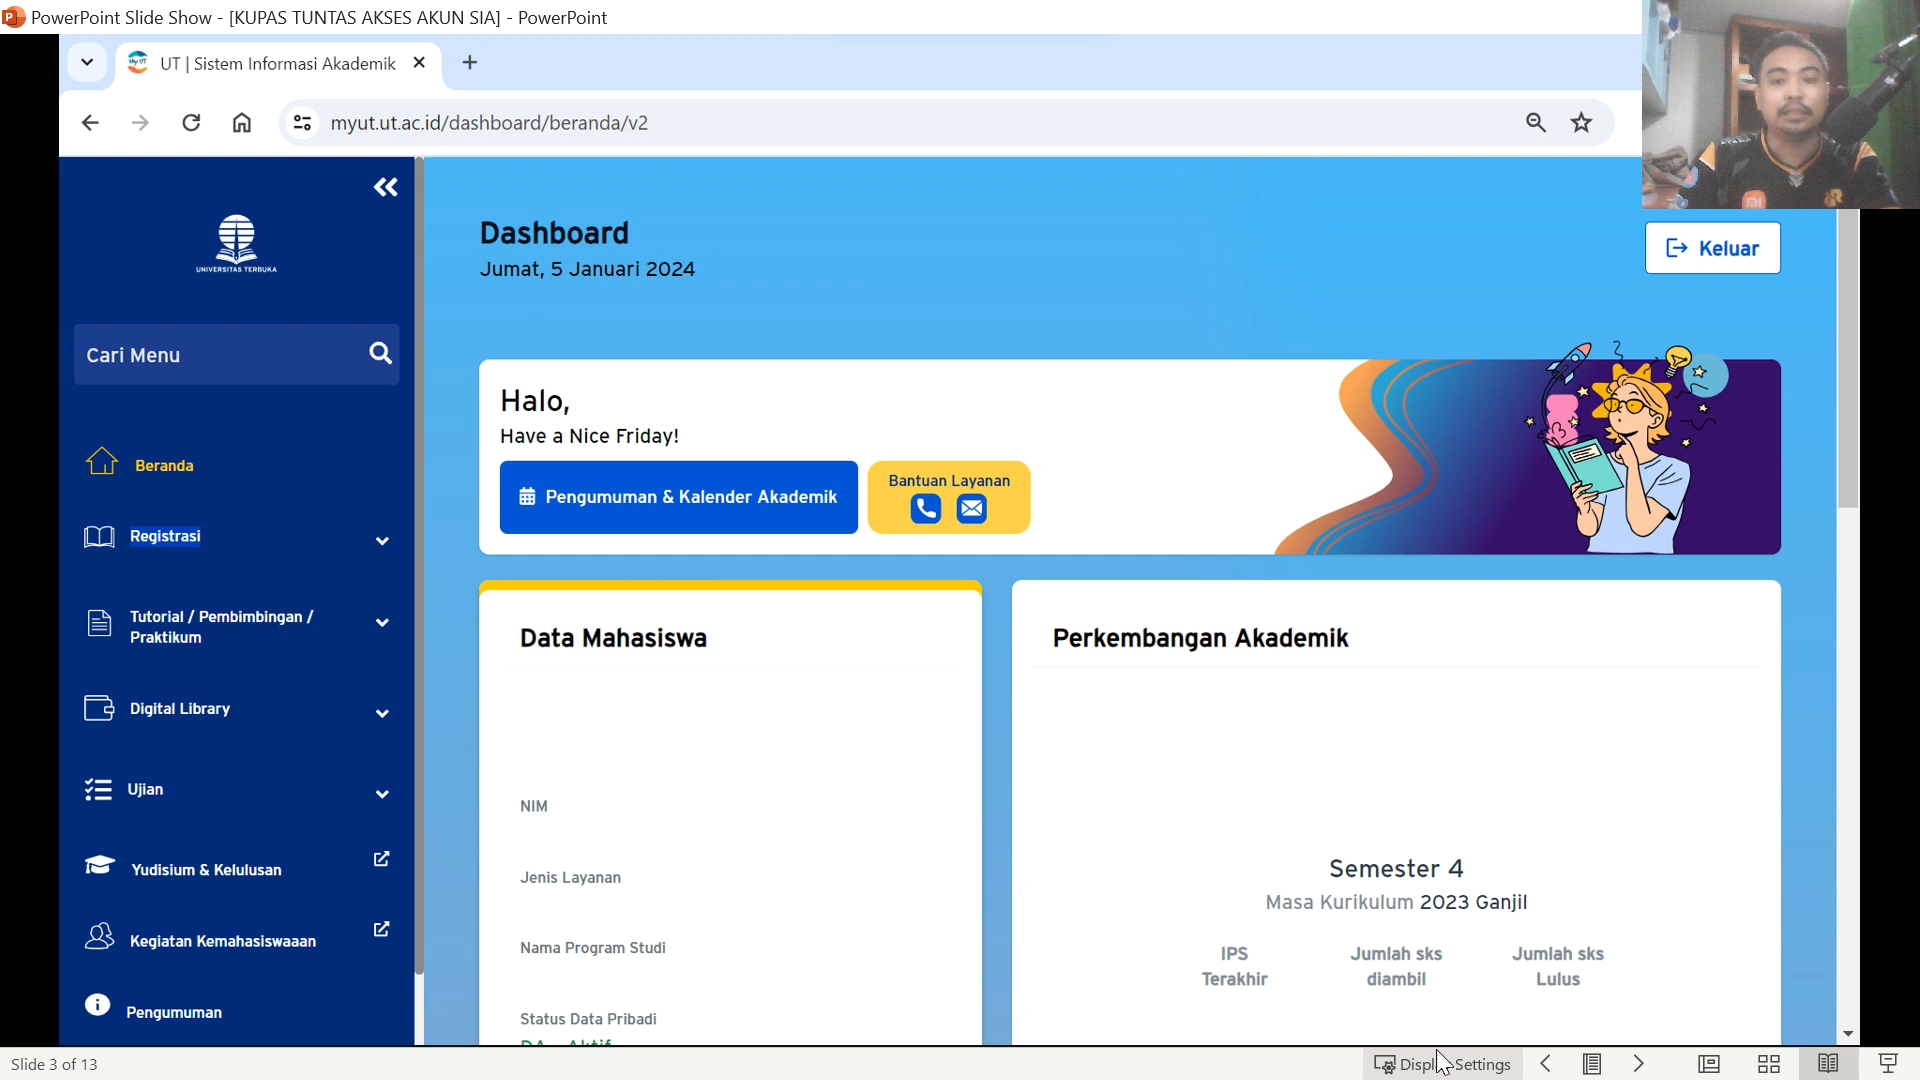 PowerPoint Slide Show - [KUPAS TUNTAS AKSES AKUN SIA] - PowerPoint
UT | Sistem Informasi Akademik
myut.ut.ac.id/dashboard/beranda/v2
UNIVERSITAS TERBUKA
Cari Menu
Beranda
Registrasi
Tutorial / Pembimbingan /
Praktikum
Digital Library
Ujian
Yudisium & Kelulusan
Kegiatan Kemahasiswaaan
Pengumuman
Dashboard
Jumat, 5 Januari 2024
Keluar
Halo,
Have a Nice Friday!
Pengumuman & Kalender Akademik
Bantuan Layanan
Data Mahasiswa
NIM
Jenis Layanan
Nama Program Studi
Status Data Pribadi
Perkembangan Akademik
Semester 4
Masa Kurikulum 2023 Ganjil
IPS
Terakhir
Jumlah sks
diambil
Jumlah sks
Lulus
Slide 3 of 13
Settings